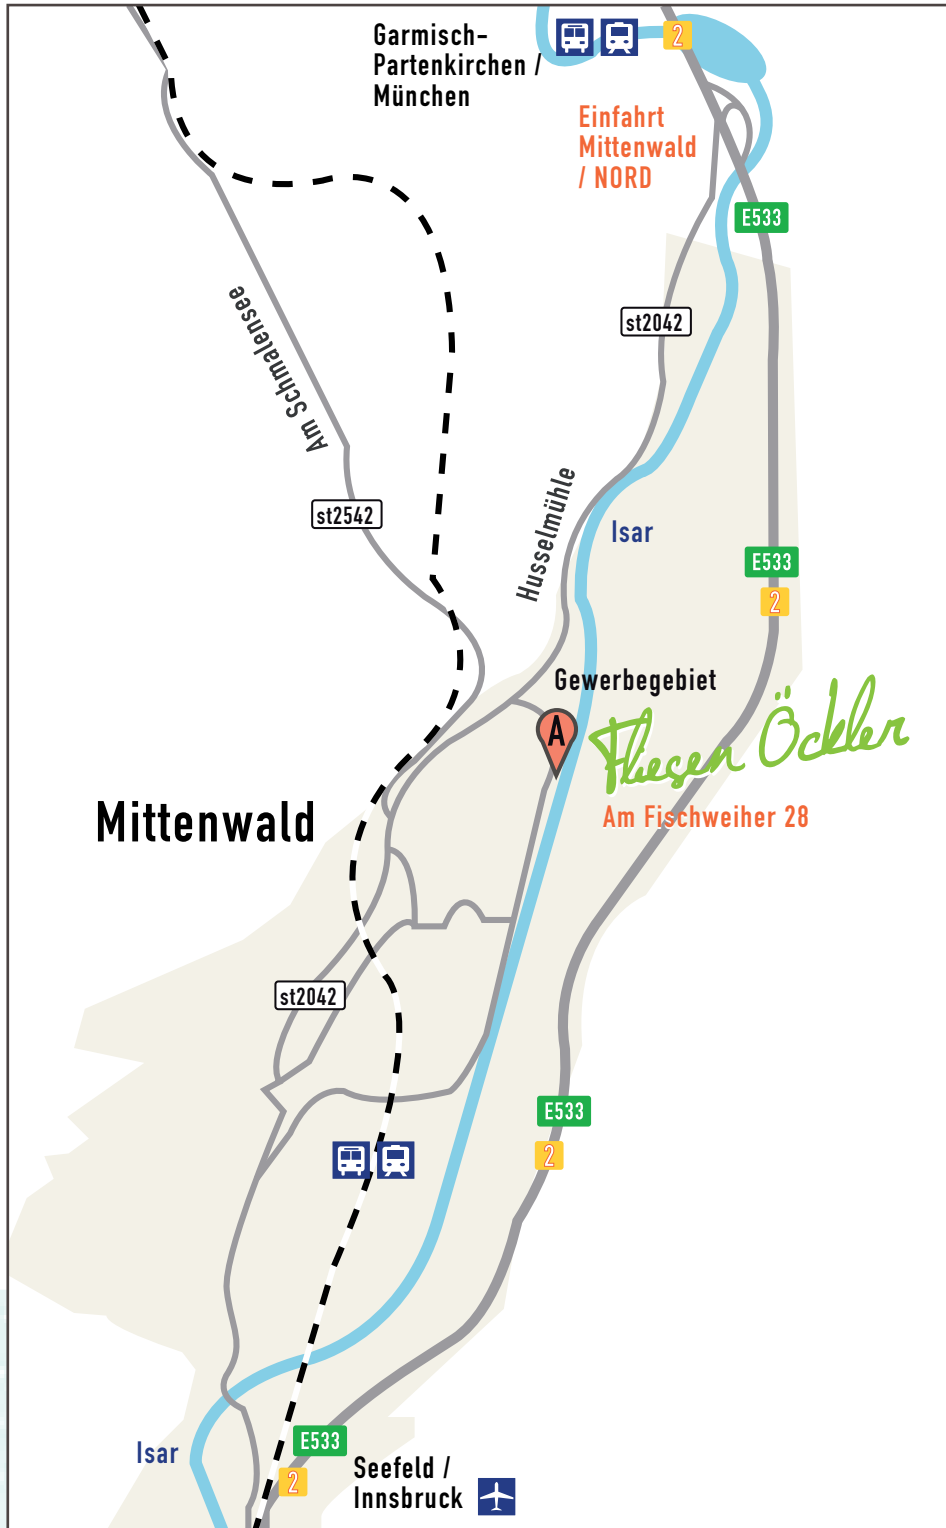 Garmisch-
Partenkirchen /
München
2
Einfahrt
Mittenwald
/ NORD
E533
st2042
Am Schmalensee
st2542
Husselmühle
Isar
E533
2
Gewerbegebiet
A
Fliesen Öckler
Am Fischweiher 28
Mittenwald
st2042
E533
2
Isar
E533
2
Seefeld /
Innsbruck